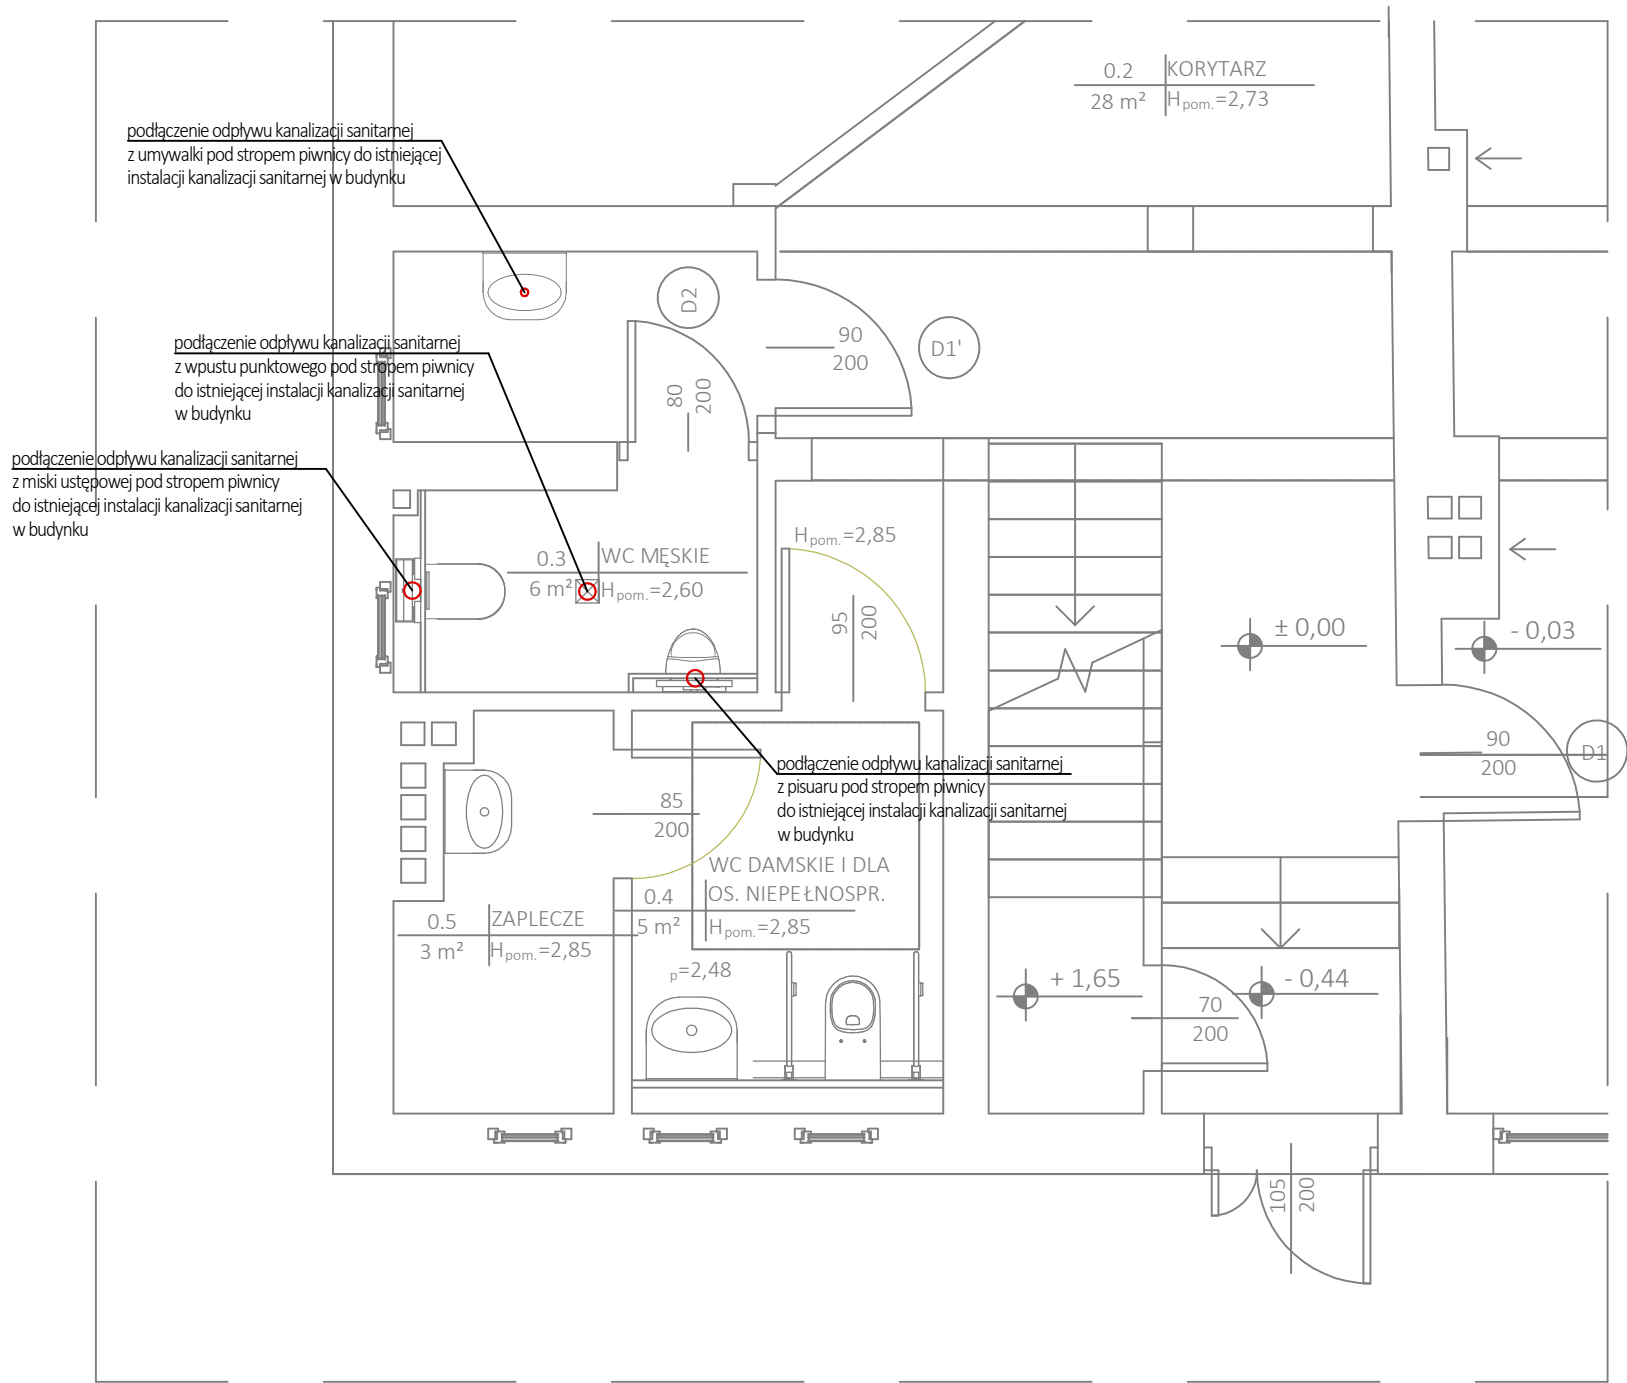 0.2 KORYTARZ
28 m² Hpom.=2,73
podłączenie odpływu kanalizacji sanitarnej
z umywalki pod stropem piwnicy do istniejącej
instalacji kanalizacji sanitarnej w budynku
D2
90
200
D1'
podłączenie odpływu kanalizacji sanitarnej
z wpustu punktowego pod stropem piwnicy
do istniejącej instalacji kanalizacji sanitarnej
w budynku
80
200
podłączenie odpływu kanalizacji sanitarnej
z miski ustępowej pod stropem piwnicy
do istniejącej instalacji kanalizacji sanitarnej
w budynku
Hpom.=2,85
0.3 WC MĘSKIE
6 m² Hpom.=2,60
95
200
± 0,00
- 0,03
90
200
D1
podłączenie odpływu kanalizacji sanitarnej
z pisuaru pod stropem piwnicy
do istniejącej instalacji kanalizacji sanitarnej
w budynku
85
200
WC DAMSKIE I DLA
0.4 OS. NIEPEŁNOSPR.
5 m² Hpom.=2,85
0.5 ZAPLECZE
3 m² Hpom.=2,85
p=2,48
+ 1,65
- 0,44
70
200
105
200